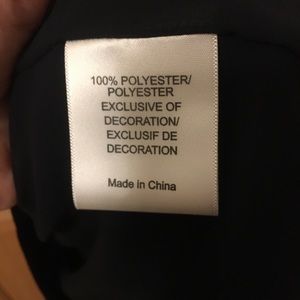 100% POLYESTER/
POLYESTER
EXCLUSIVE OF
DECORATION/
EXCLUSIF DE
DECORATION
Made in China